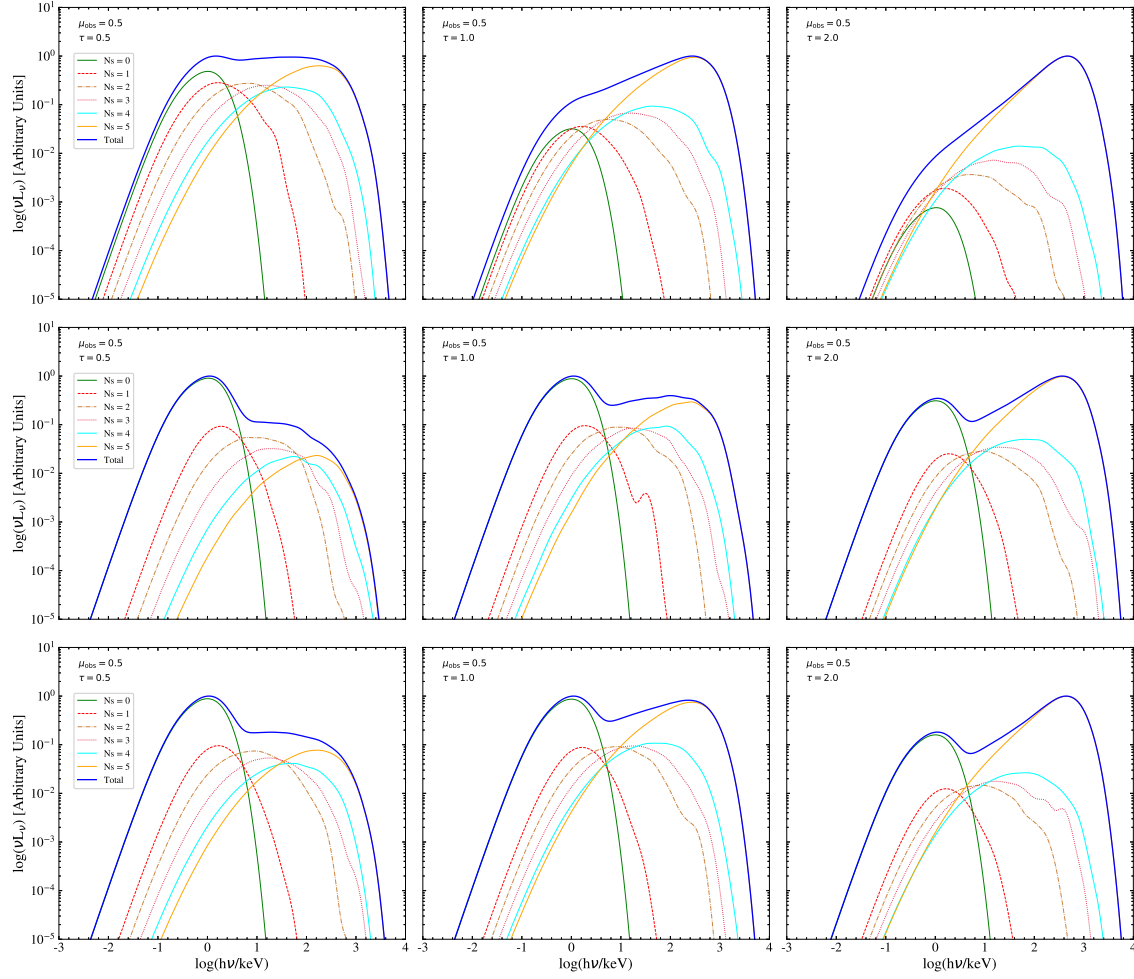 μobs = 0.5
τ = 0.5
Ns = 0
Ns = 1
Ns = 2
Ns = 3
Ns = 4
Ns = 5
Total
μobs = 0.5
τ = 1.0
μobs = 0.5
τ = 2.0
10^1
10^0
10^-1
10^-2
10^-3
10^-4
10^-5
log(νLν) [Arbitrary Units]
μobs = 0.5
τ = 0.5
Ns = 0
Ns = 1
Ns = 2
Ns = 3
Ns = 4
Ns = 5
Total
μobs = 0.5
τ = 1.0
μobs = 0.5
τ = 2.0
10^1
10^0
10^-1
10^-2
10^-3
10^-4
10^-5
log(νLν) [Arbitrary Units]
μobs = 0.5
τ = 0.5
Ns = 0
Ns = 1
Ns = 2
Ns = 3
Ns = 4
Ns = 5
Total
μobs = 0.5
τ = 1.0
μobs = 0.5
τ = 2.0
10^1
10^0
10^-1
10^-2
10^-3
10^-4
10^-5
log(νLν) [Arbitrary Units]
-3 -2 -1 0 1 2 3 4
-3 -2 -1 0 1 2 3 4
-3 -2 -1 0 1 2 3 4
log(hν/keV)
log(hν/keV)
log(hν/keV)